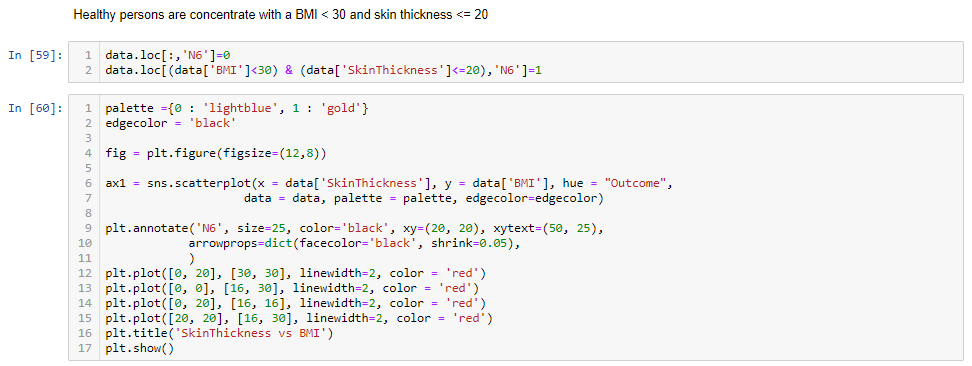 Healthy persons are concentrate with a BMI < 30 and skin thickness <= 20
In [59]:
1 data.loc[:,'N6']=0
2 data.loc[(data['BMI']<30) & (data['SkinThickness']<=20),'N6']=1
In [60]:
1 palette ={0 : 'lightblue', 1 : 'gold'}
2 edgecolor = 'black'
3
4 fig = plt.figure(figsize=(12,8))
5
6 ax1 = sns.scatterplot(x = data['SkinThickness'], y = data['BMI'], hue = "Outcome",
7                     data = data, palette = palette, edgecolor=edgecolor)
8
9 plt.annotate('N6', size=25, color='black', xy=(20, 20), xytext=(50, 25),
10             arrowprops=dict(facecolor='black', shrink=0.05),
11             )
12 plt.plot([0, 20], [30, 30], linewidth=2, color = 'red')
13 plt.plot([0, 0], [16, 30], linewidth=2, color = 'red')
14 plt.plot([0, 20], [16, 16], linewidth=2, color = 'red')
15 plt.plot([20, 20], [16, 30], linewidth=2, color = 'red')
16 plt.title('SkinThickness vs BMI')
17 plt.show()